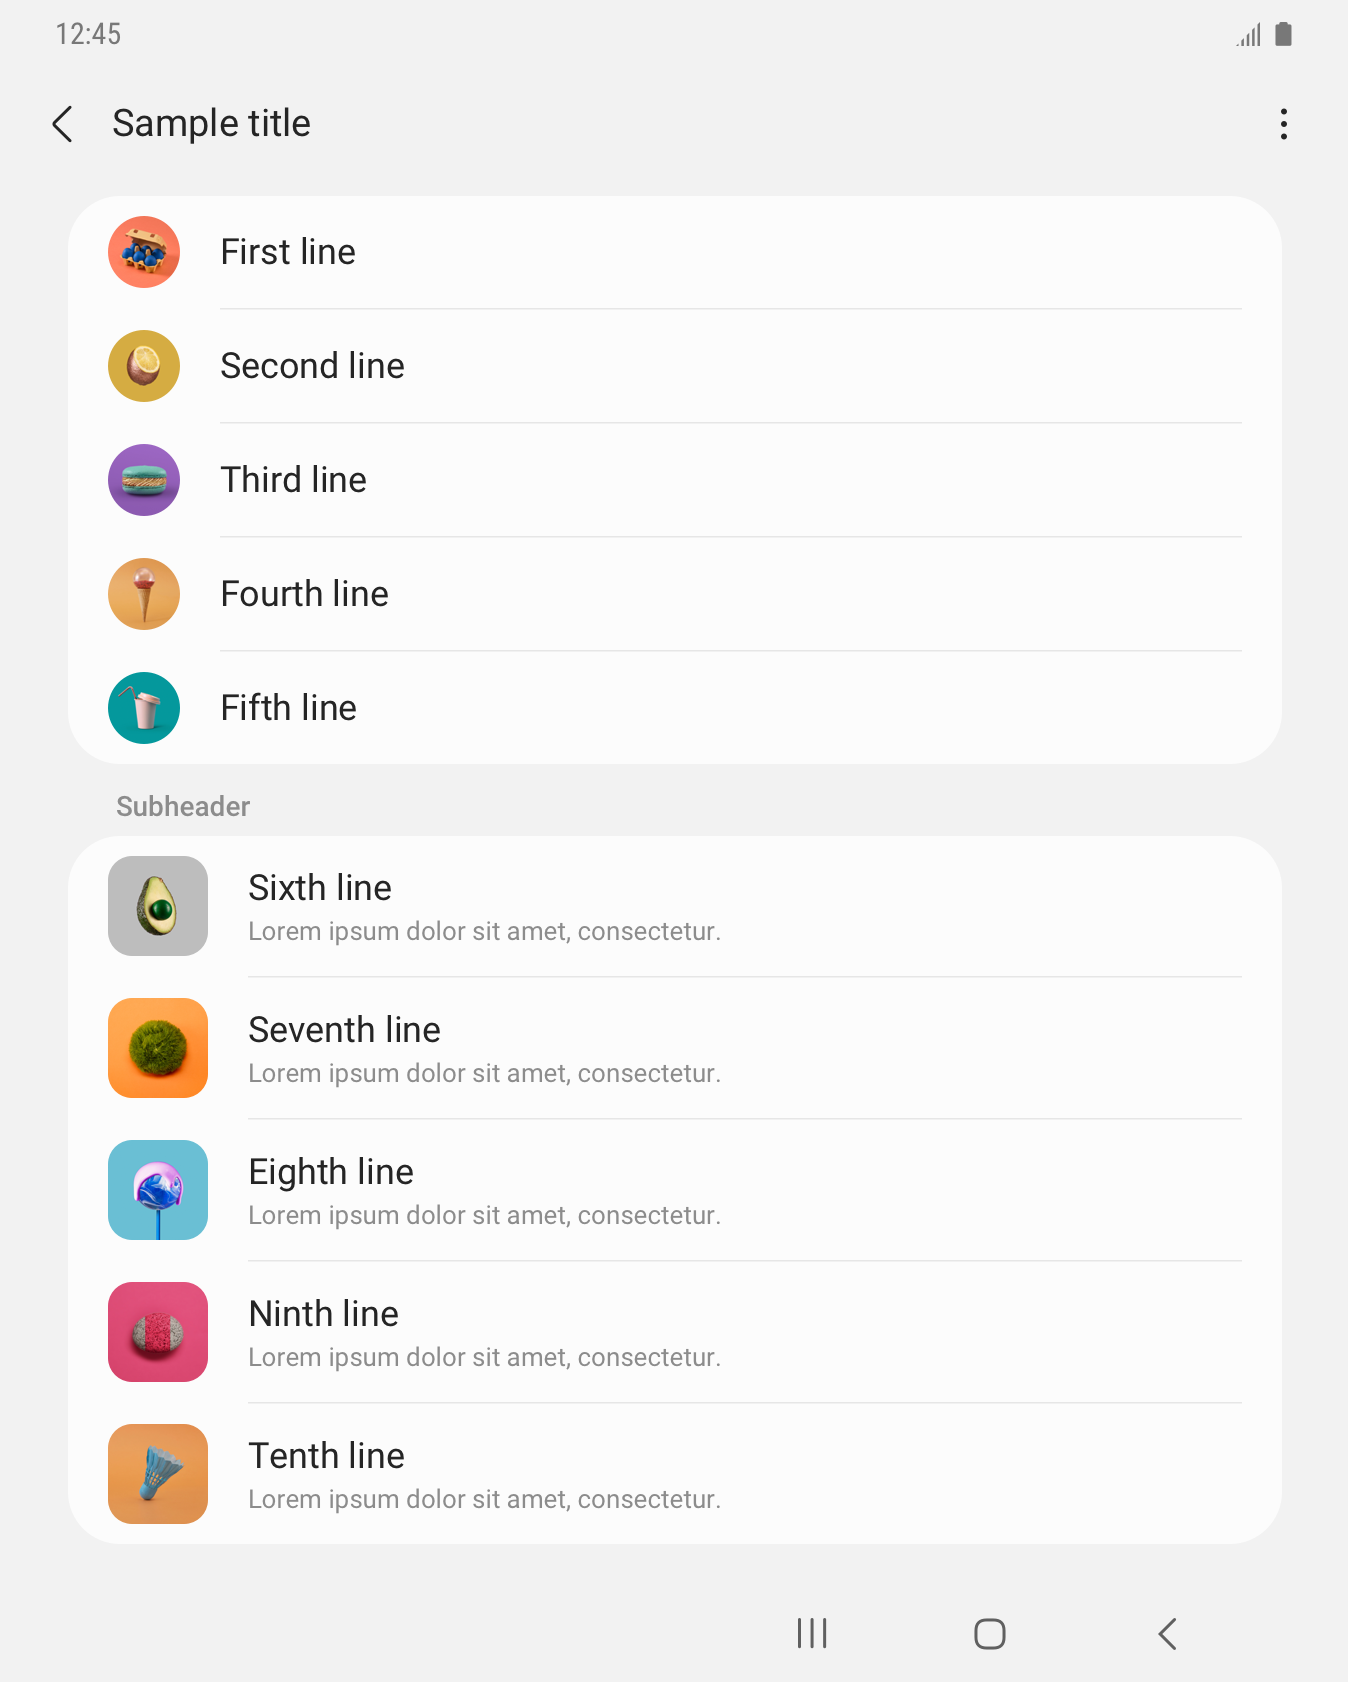 12:45
Sample title
First line
Second line
Third line
Fourth line
Fifth line
Subheader
Sixth line
Lorem ipsum dolor sit amet, consectetur.
Seventh line
Lorem ipsum dolor sit amet, consectetur.
Eighth line
Lorem ipsum dolor sit amet, consectetur.
Ninth line
Lorem ipsum dolor sit amet, consectetur.
Tenth line
Lorem ipsum dolor sit amet, consectetur.